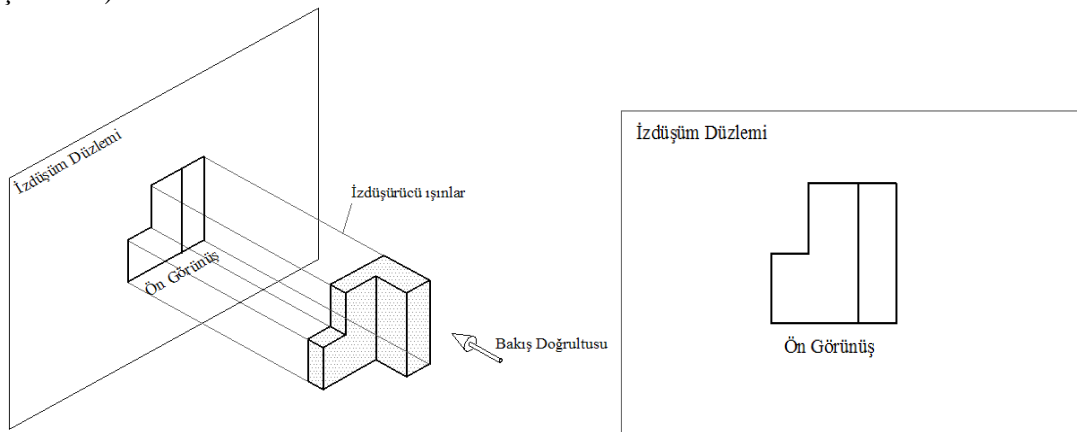 İzdüşüm Düzlemi
İzdüşürücü ışınlar
Ön Görünüş
Bakış Doğrultusu
İzdüşüm Düzlemi
Ön Görünüş